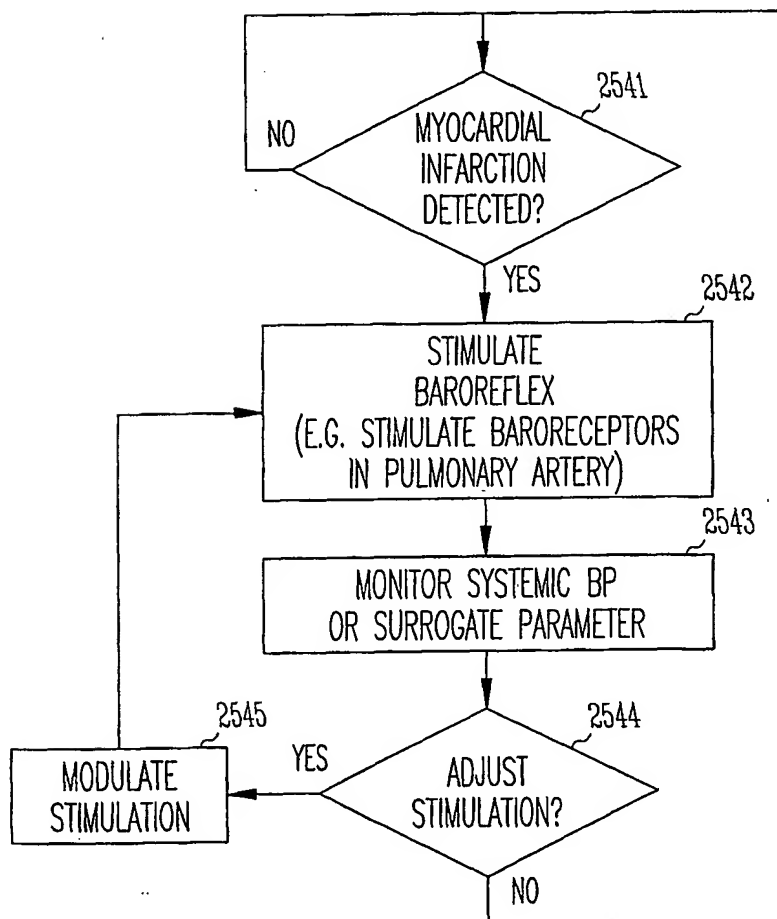 2541
NO
MYOCARDIAL
INFARCTION
DETECTED?
YES
2542
STIMULATE
BAROREFLEX
(E.G. STIMULATE BARORECEPTORS
IN PULMONARY ARTERY)
2543
MONITOR SYSTEMIC BP
OR SURROGATE PARAMETER
2545
2544
YES
MODULATE
STIMULATION
ADJUST
STIMULATION?
NO